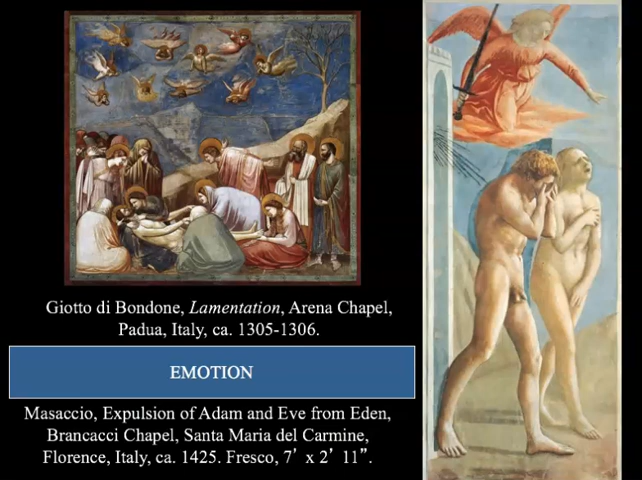 Giotto di Bondone, Lamentation, Arena Chapel,
Padua, Italy, ca. 1305-1306.
EMOTION
Masaccio, Expulsion of Adam and Eve from Eden,
Brancacci Chapel, Santa Maria del Carmine,
Florence, Italy, ca. 1425. Fresco, 7’ x 2’ 11”.